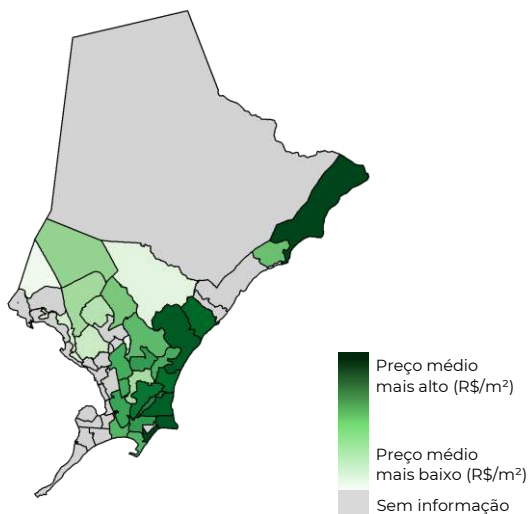 Preço médio
mais alto (R$/m²)
Preço médio
mais baixo (R$/m²)
Sem informação